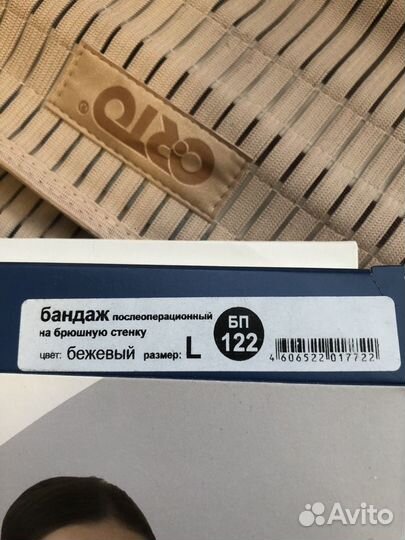 ORTO®
бандаж послеоперационный
на брюшную стенку
цвет: бежевый размер: L
БП
122
4606522017722
Avito